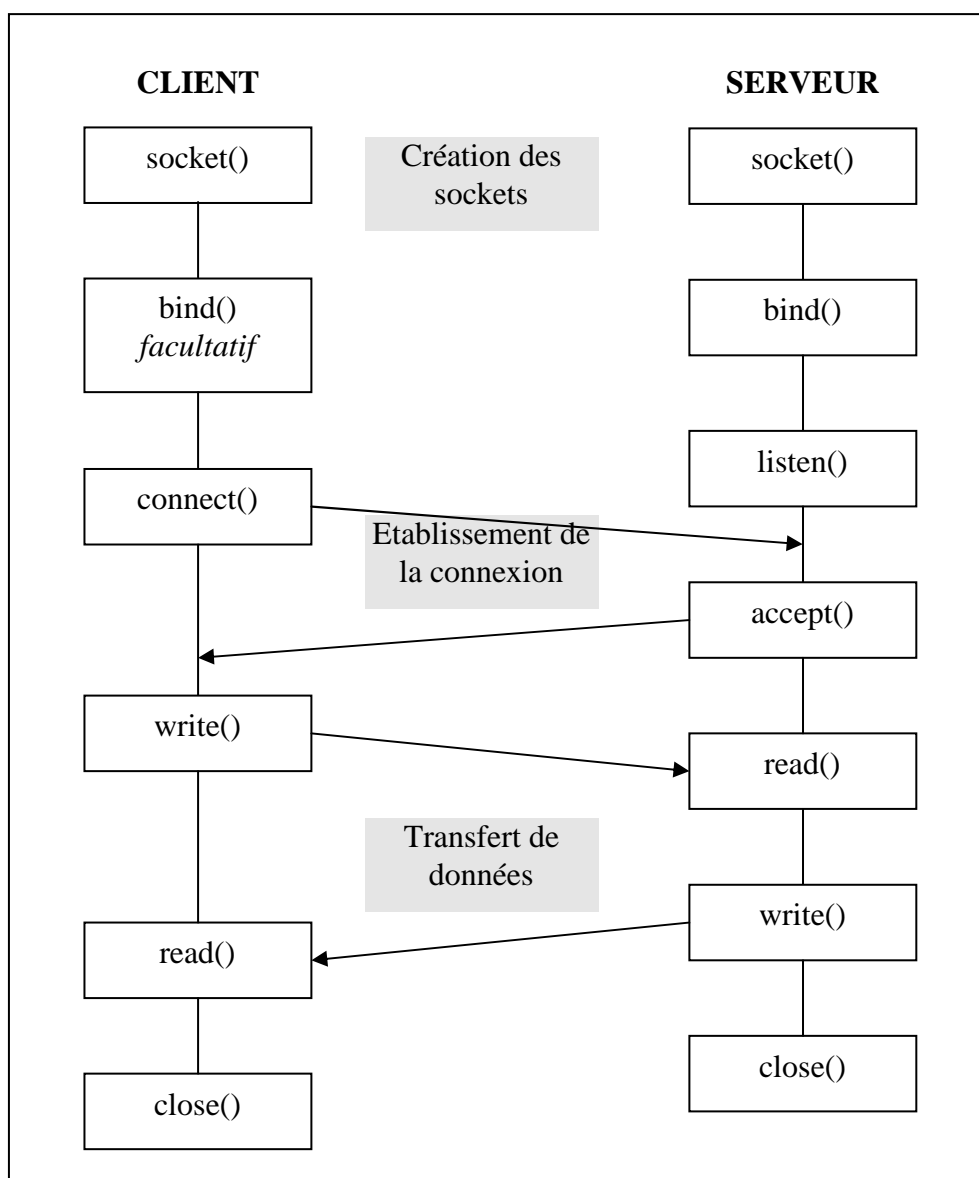 CLIENT
SERVEUR
socket()
Création des
sockets
socket()
bind()
facultatif
bind()
listen()
connect()
Etablissement de
la connexion
accept()
write()
read()
Transfert de
données
write()
read()
close()
close()